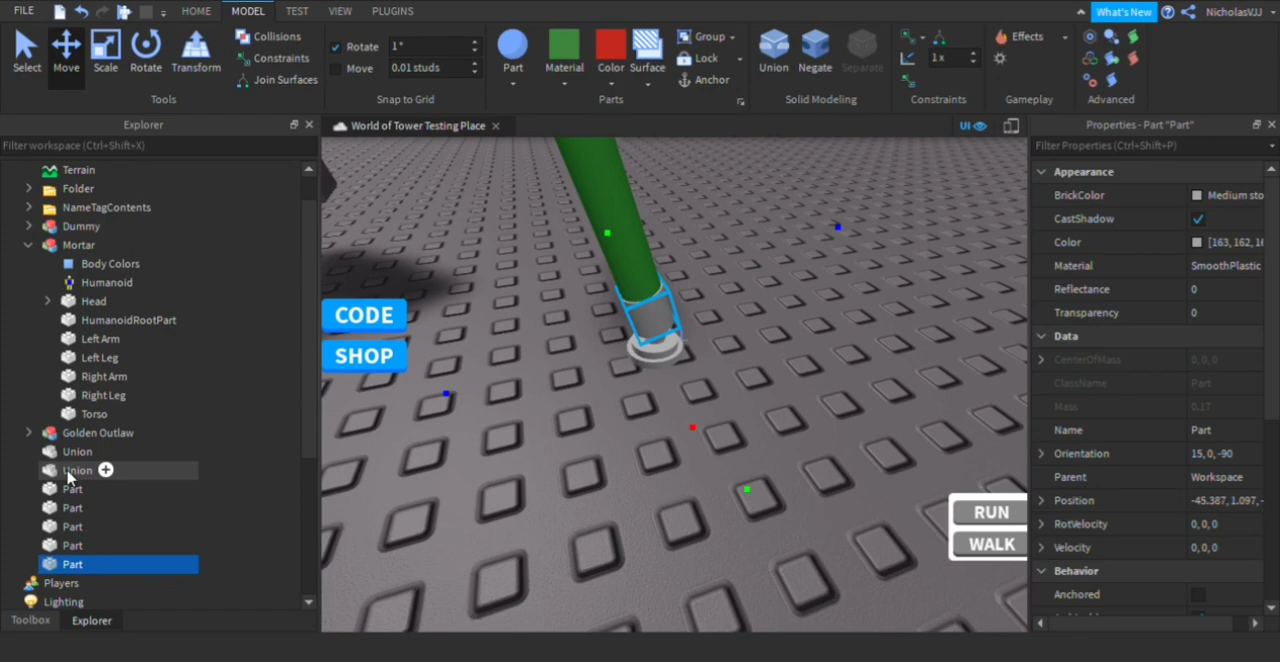 FILE HOME MODEL TEST VIEW PLUGINS What's New NicholasVJJ
Select Move Scale Rotate Transform
Collisions
Constraints
Join Surfaces
Tools
Rotate 1°
Move 0.01 studs
Snap to Grid
Part Material Color Surface
Group
Lock
Anchor
Parts
Union Negate Separate
Solid Modeling
1x
Constraints
Effects
Gameplay
Advanced
Explorer
Filter workspace (Ctrl+Shift+X)
Terrain
Folder
NameTagContents
Dummy
Mortar
Body Colors
Humanoid
Head
HumanoidRootPart
Left Arm
Left Leg
Right Arm
Right Leg
Torso
Golden Outlaw
Union
Union
Part
Part
Part
Part
Part
Players
Lighting
Toolbox Explorer
World of Tower Testing Place
UI
CODE
SHOP
RUN
WALK
Properties - Part "Part"
Filter Properties (Ctrl+Shift+P)
Appearance
BrickColor Medium sto
CastShadow
Color [163, 162, 16
Material SmoothPlastic
Reflectance 0
Transparency 0
Data
CenterOfMass 0, 0, 0
ClassName Part
Mass 0.17
Name Part
Orientation 15, 0, -90
Parent Workspace
Position -45.387, 1.097, -
RotVelocity 0, 0, 0
Velocity 0, 0, 0
Behavior
Anchored